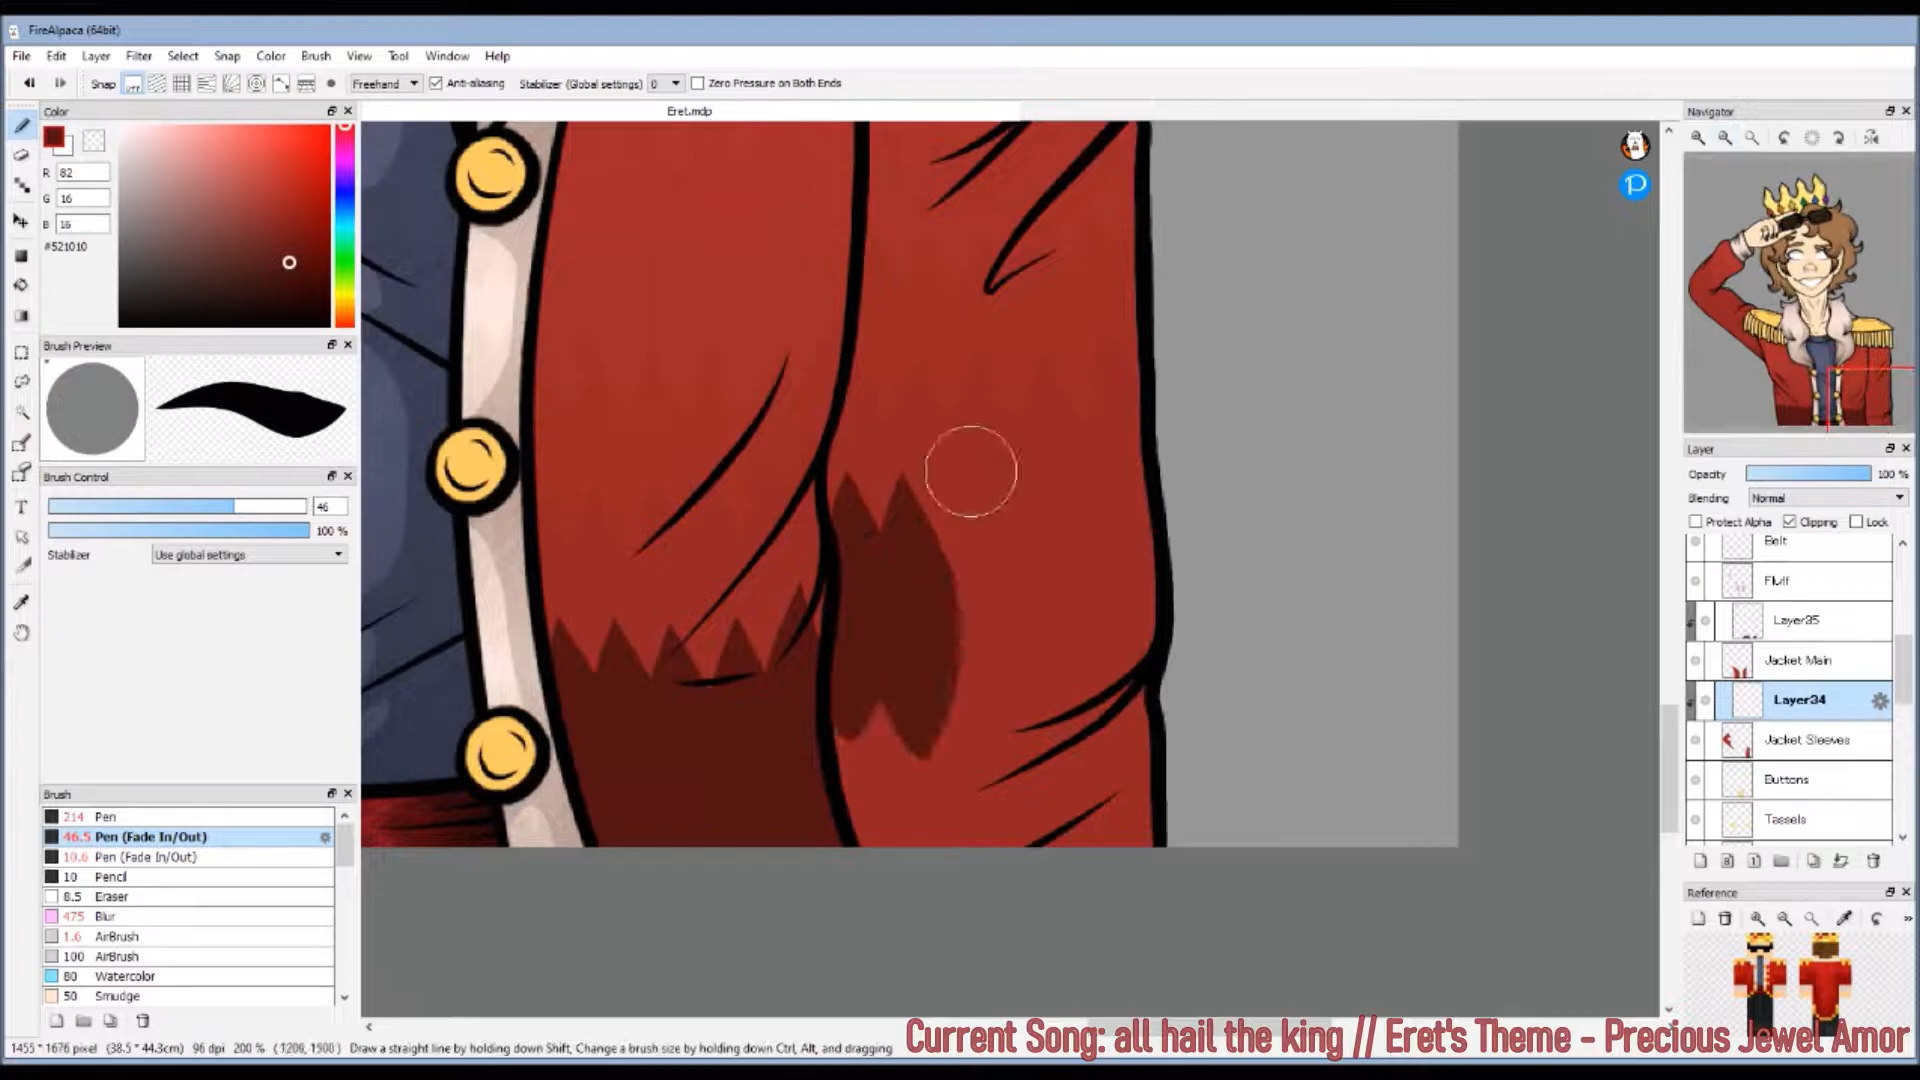 FireAlpaca (64bit)
File Edit Layer Filter Select Snap Color Brush View Tool Window Help
Snap OFF Freehand Anti-aliasing Stabilizer (Global settings) 0 Zero Pressure on Both Ends
Color
Eret.mdp
Navigator
R 82
G 16
B 16
#521010
Brush Preview
Brush Control
46
100 %
Stabilizer Use global settings
Layer
Opacity 100 %
Blending Normal
Protect Alpha Clipping Lock
Belt
Fluff
Layer35
Jacket Main
Layer34
Jacket Sleeves
Buttons
Tassels
Brush
214 Pen
46.5 Pen (Fade In/Out)
10.6 Pen (Fade In/Out)
10 Pencil
8.5 Eraser
475 Blur
1.6 AirBrush
100 AirBrush
80 Watercolor
50 Smudge
Reference
1455 * 1676 pixel (38.5 * 44.3cm) 96 dpi 200 % (1206, 1500) Draw a straight line by holding down Shift, Change a brush size by holding down Ctrl, Alt, and dragging
Current Song: all hail the king // Eret's Theme - Precious Jewel Amor